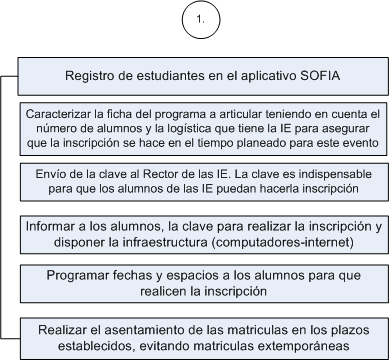 1.
Registro de estudiantes en el aplicativo SOFIA
Caracterizar la ficha del programa a articular teniendo en cuenta el
número de alumnos y la logística que tiene la IE para asegurar
que la inscripción se hace en el tiempo planeado para este evento
Envío de la clave al Rector de las IE. La clave es indispensable
para que los alumnos de las IE puedan hacerla inscripción
Informar a los alumnos, la clave para realizar la inscripción y
disponer la infraestructura (computadores-internet)
Programar fechas y espacios a los alumnos para que
realicen la inscripción
Realizar el asentamiento de las matriculas en los plazos
establecidos, evitando matriculas extemporáneas